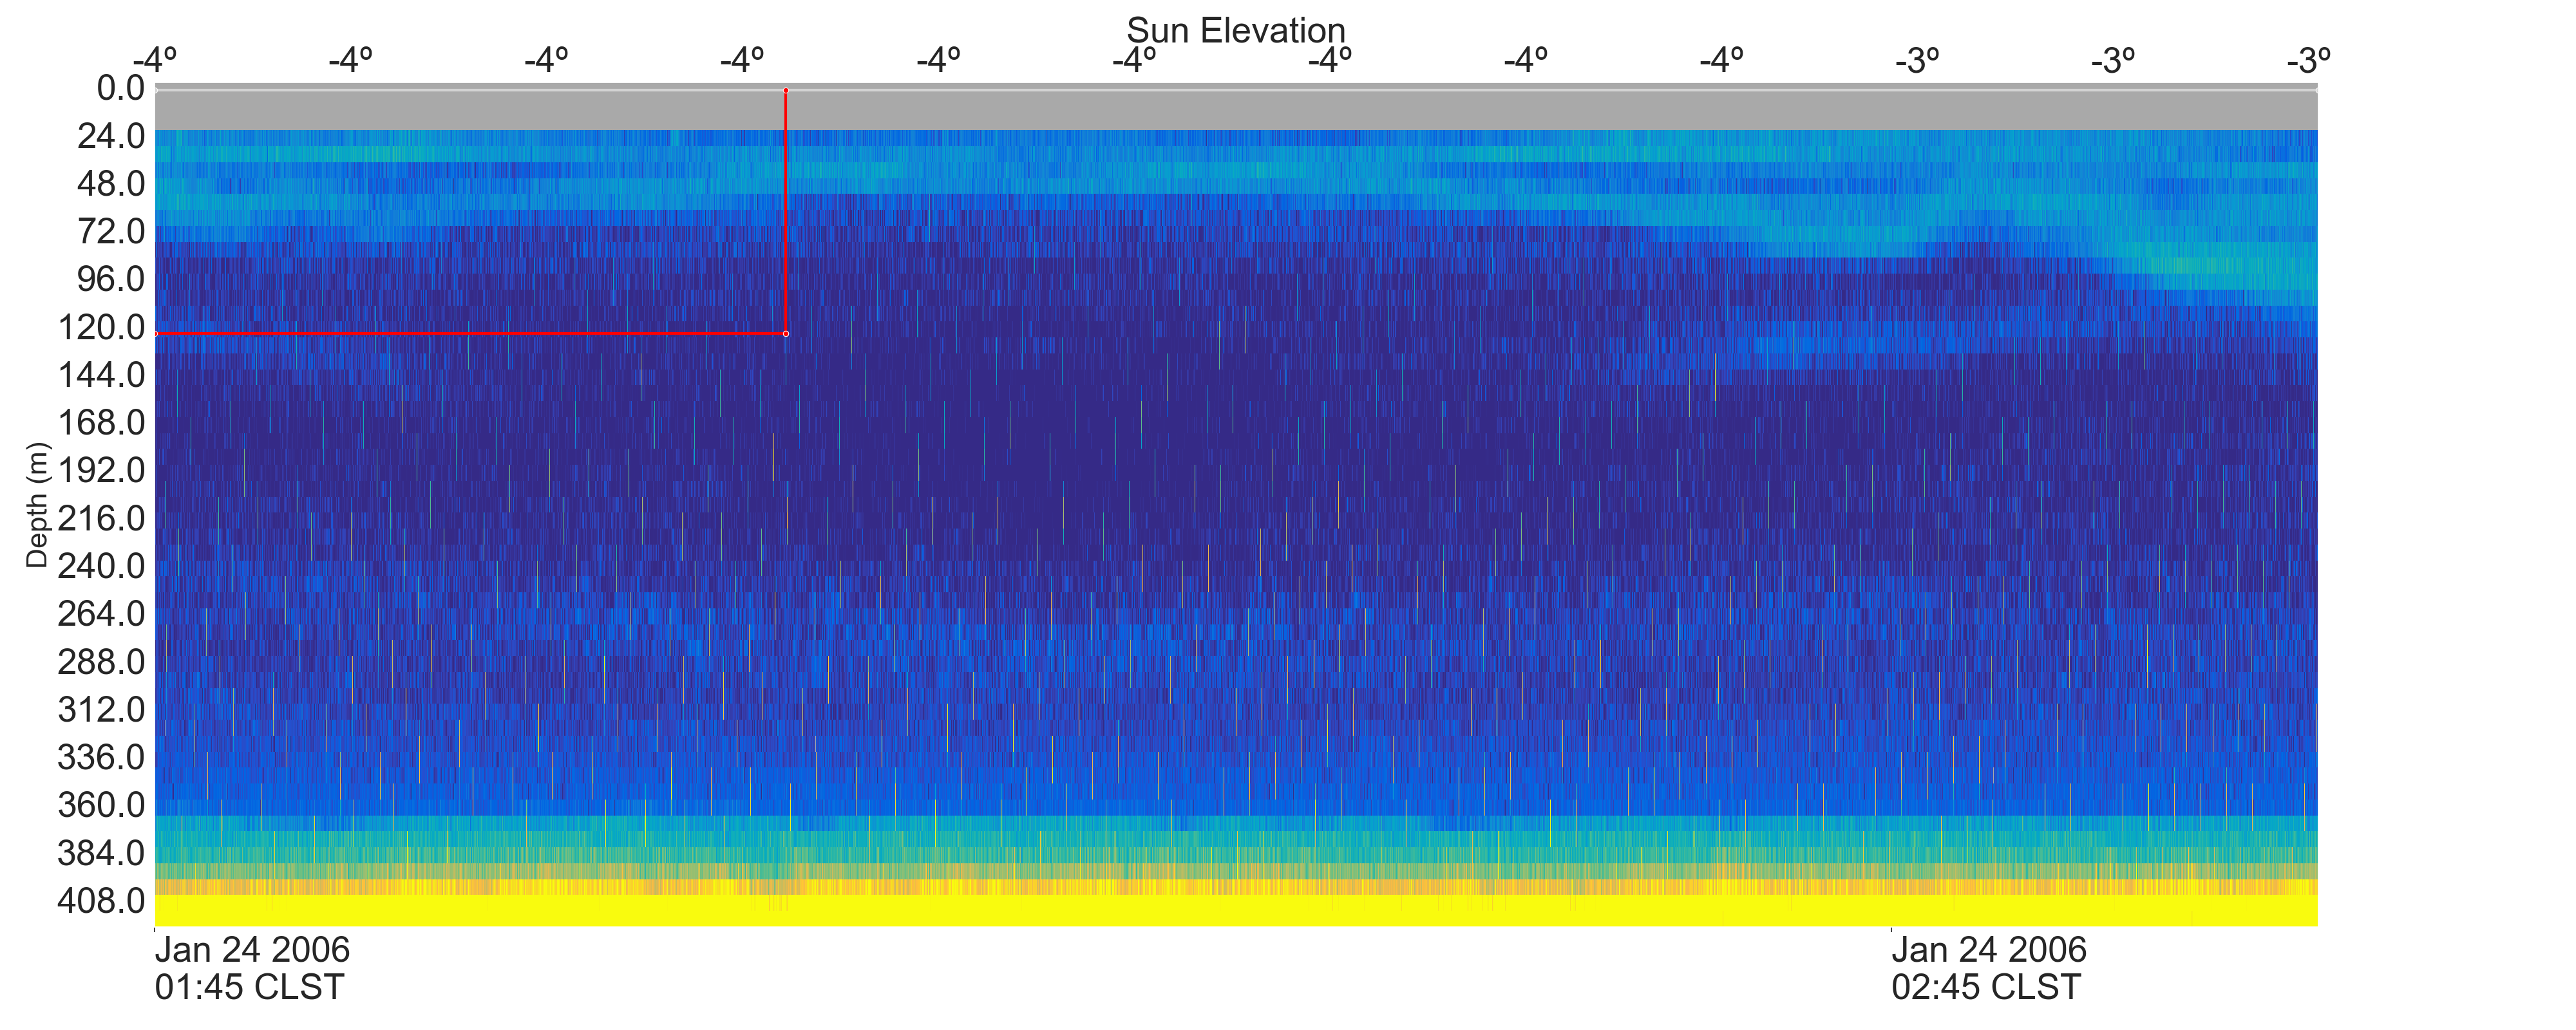 Sun Elevation
-4º -4º -4º -4º -4º -4º -4º -4º -4º -3º -3º -3º
0.0
24.0
48.0
72.0
96.0
120.0
144.0
168.0
192.0
216.0
240.0
264.0
288.0
312.0
336.0
360.0
384.0
408.0
Depth (m)
Jan 24 2006
01:45 CLST
Jan 24 2006
02:45 CLST